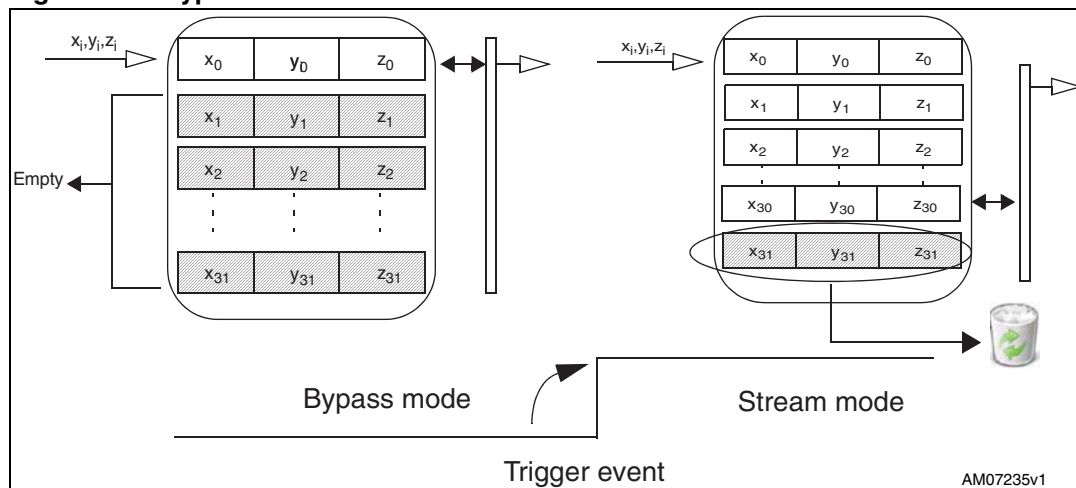 xᵢ,yᵢ,zᵢ
x₀ y₀ z₀
x₁ y₁ z₁
x₂ y₂ z₂
x₃₁ y₃₁ z₃₁
Empty
xᵢ,yᵢ,zᵢ
x₀ y₀ z₀
x₁ y₁ z₁
x₂ y₂ z₂
x₃₀ y₃₀ z₃₀
x₃₁ y₃₁ z₃₁
Bypass mode
Stream mode
Trigger event
AM07235v1